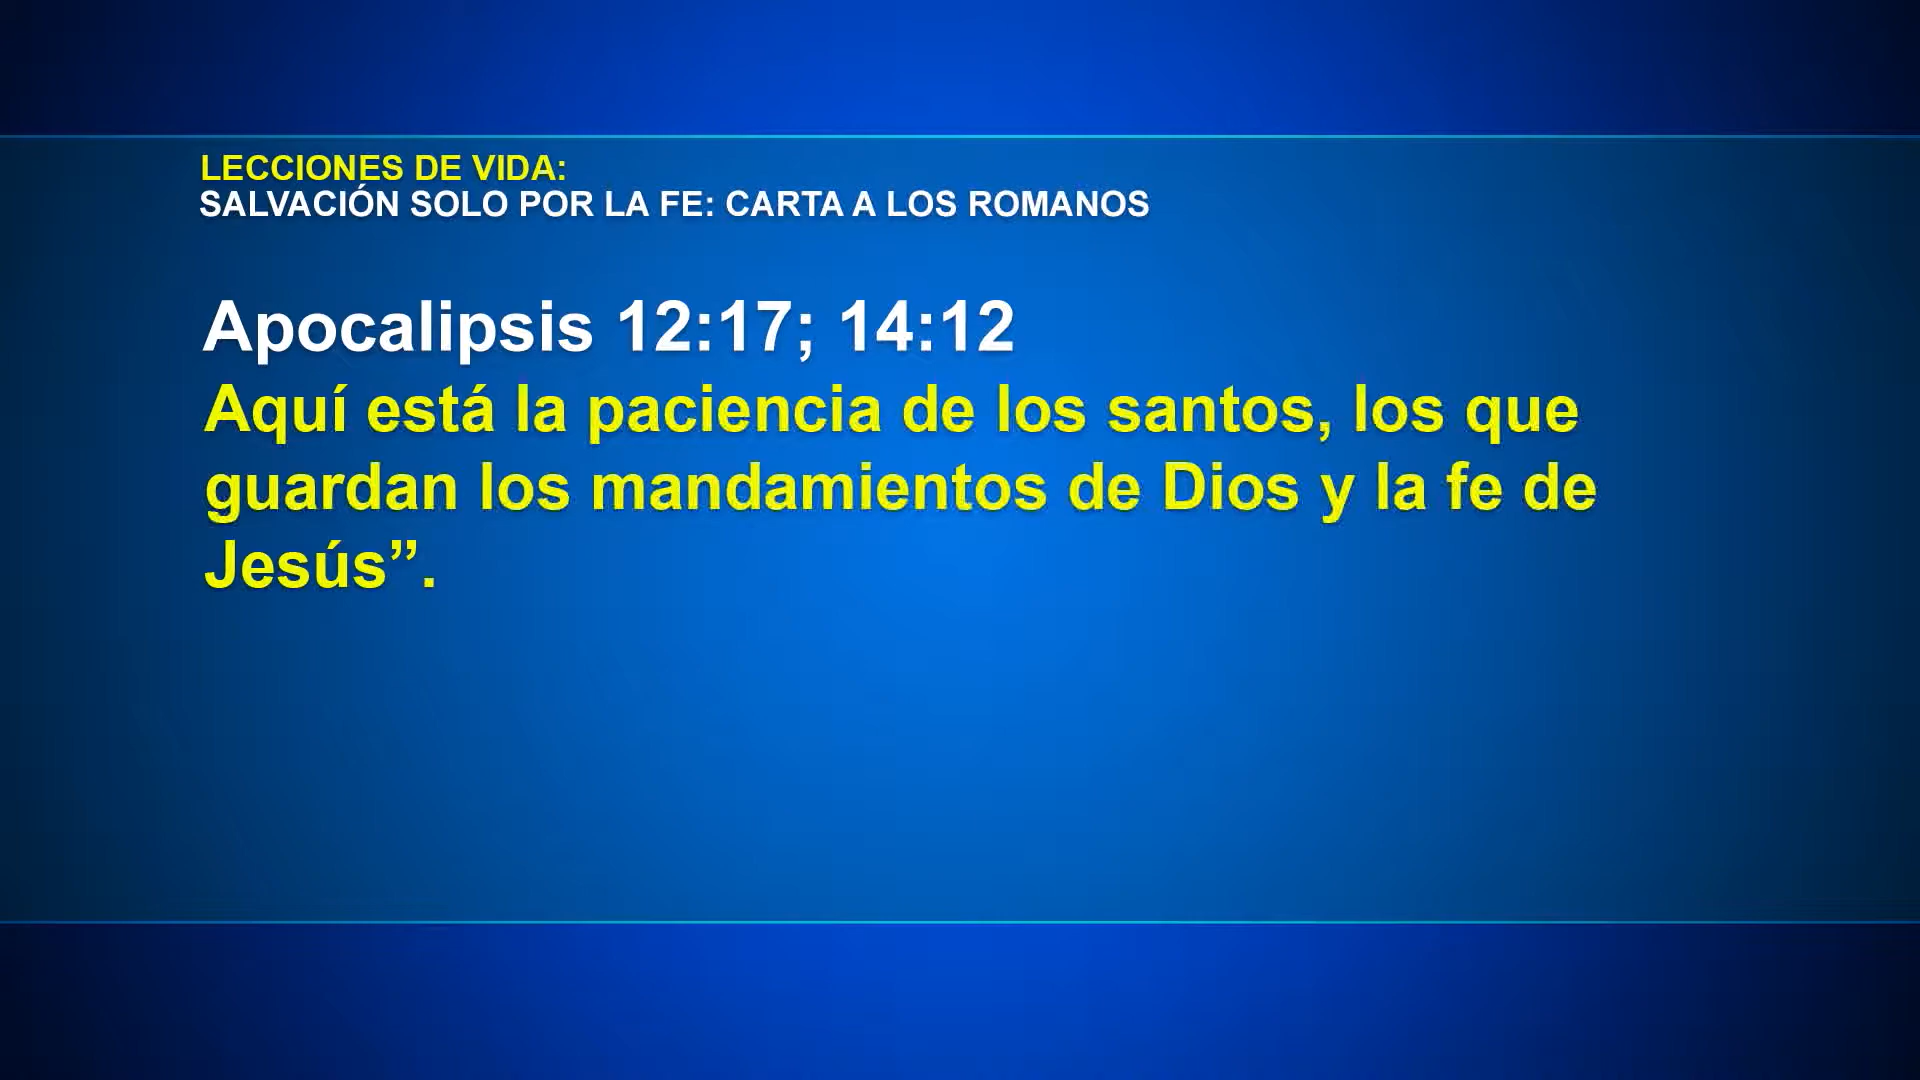 LECCIONES DE VIDA:
SALVACIÓN SOLO POR LA FE: CARTA A LOS ROMANOS
Apocalipsis 12:17; 14:12
Aquí está la paciencia de los santos, los que
guardan los mandamientos de Dios y la fe de
Jesús”.